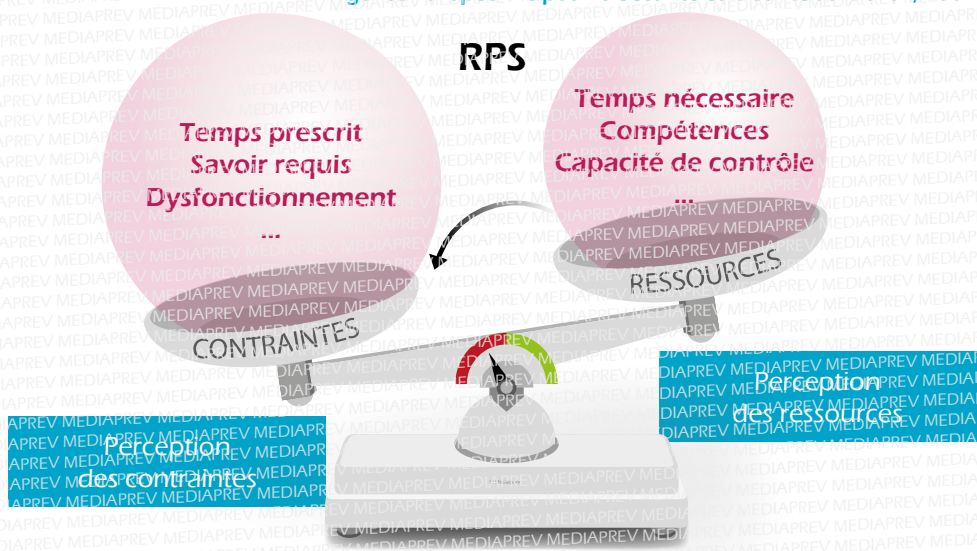 RPS
Temps prescrit
Savoir requis
Dysfonctionnement
...
Temps nécessaire
Compétences
Capacité de contrôle
...
CONTRAINTES
RESSOURCES
Perception
des contraintes
Perception
des ressources
MEDIAPREV